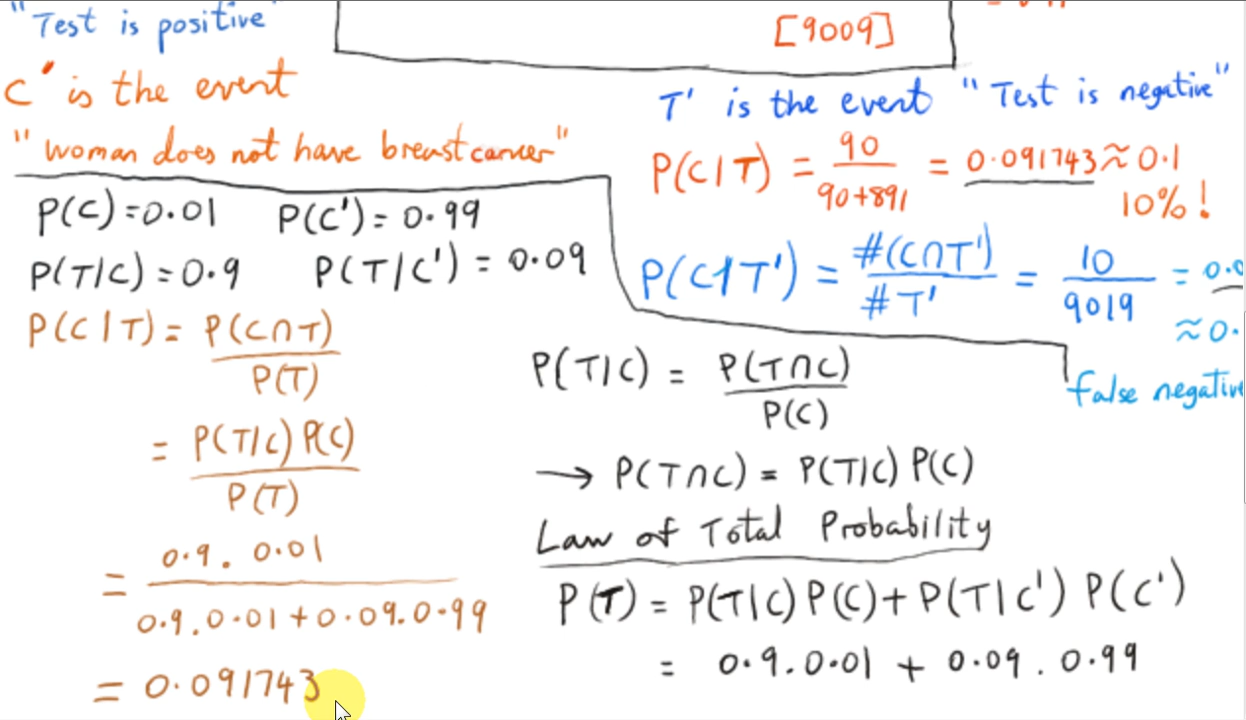 "Test is positive"
[9009]
C' is the event
"woman does not have breast cancer"
T' is the event "Test is negative"
P(C|T) = 90/(90+891) = 0.091743 ≈ 0.1
10%!
P(C|T') = #(C∩T')/#T' = 10/9019 = 0.0
≈ 0.
false negative
P(C) = 0.01 P(C') = 0.99
P(T|C) = 0.9 P(T|C') = 0.09
P(C|T) = P(C∩T)/P(T)
= P(T|C) P(C)/P(T)
= 0.9 . 0.01/(0.9 . 0.01 + 0.09 . 0.99)
= 0.091743
P(T|C) = P(T∩C)/P(C)
→ P(T∩C) = P(T|C) P(C)
Law of Total Probability
P(T) = P(T|C) P(C) + P(T|C') P(C')
= 0.9 . 0.01 + 0.09 . 0.99